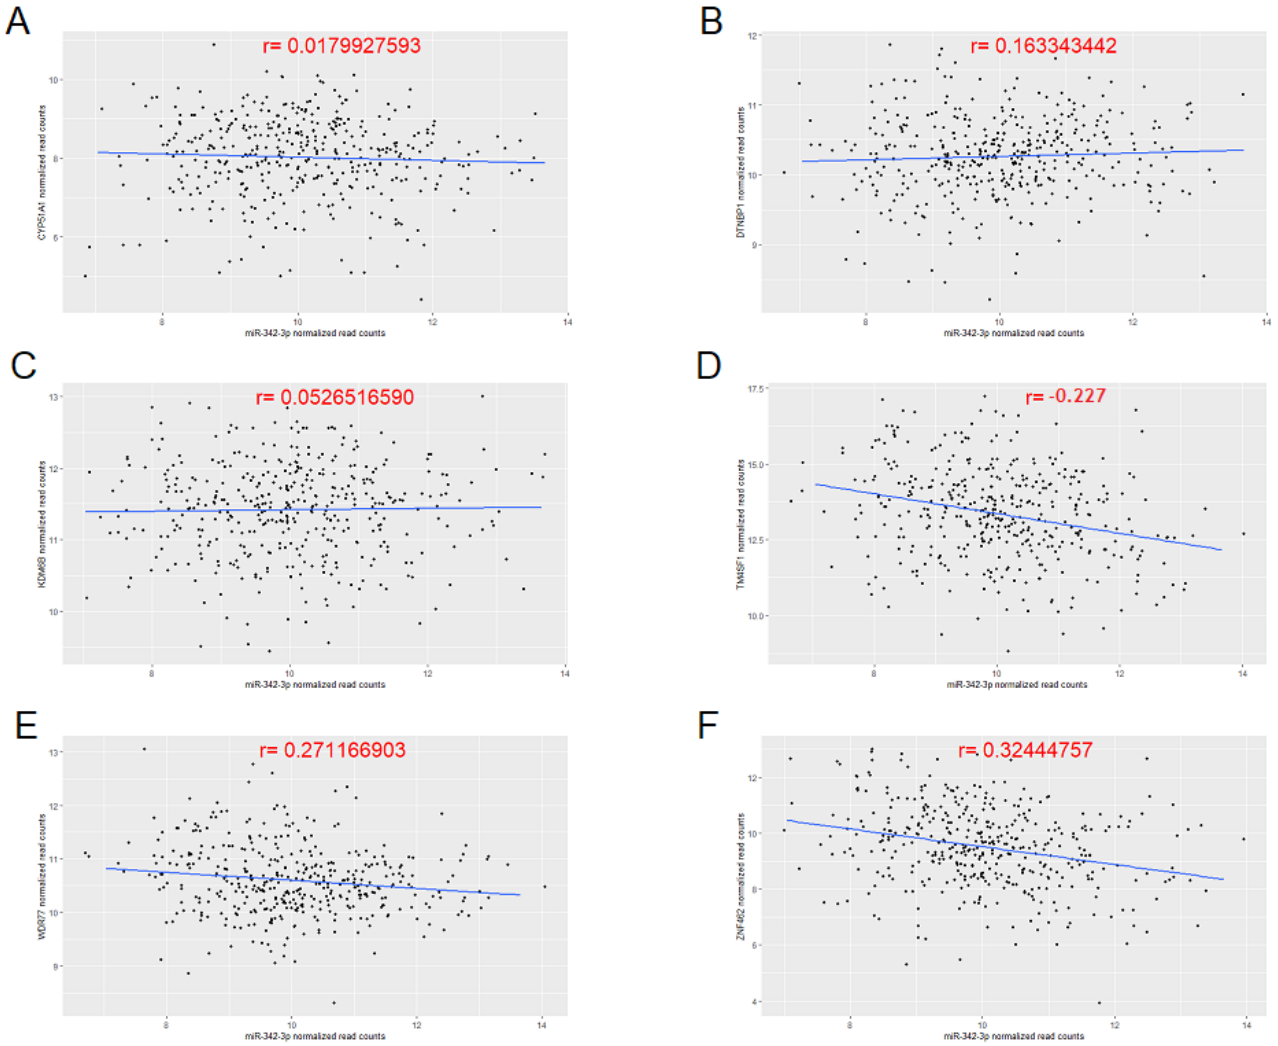 A
r= 0.0179927593
CYP51A1 normalized read counts
10
8
6
8
10
12
14
miR-342-3p normalized read counts
B
r= 0.163343442
DTNBP1 normalized read counts
12
11
10
9
8
10
12
14
miR-342-3p normalized read counts
C
r= 0.0526516590
KDM6B normalized read counts
13
12
11
10
8
10
12
14
miR-342-3p normalized read counts
D
r= -0.227
TM4SF1 normalized read counts
17.5
15.0
12.5
10.0
8
10
12
14
miR-342-3p normalized read counts
E
r= 0.271166903
WDR77 normalized read counts
13
12
11
10
9
8
10
12
14
miR-342-3p normalized read counts
F
r= 0.32444757
ZNF462 normalized read counts
12
10
8
6
4
8
10
12
14
miR-342-3p normalized read counts